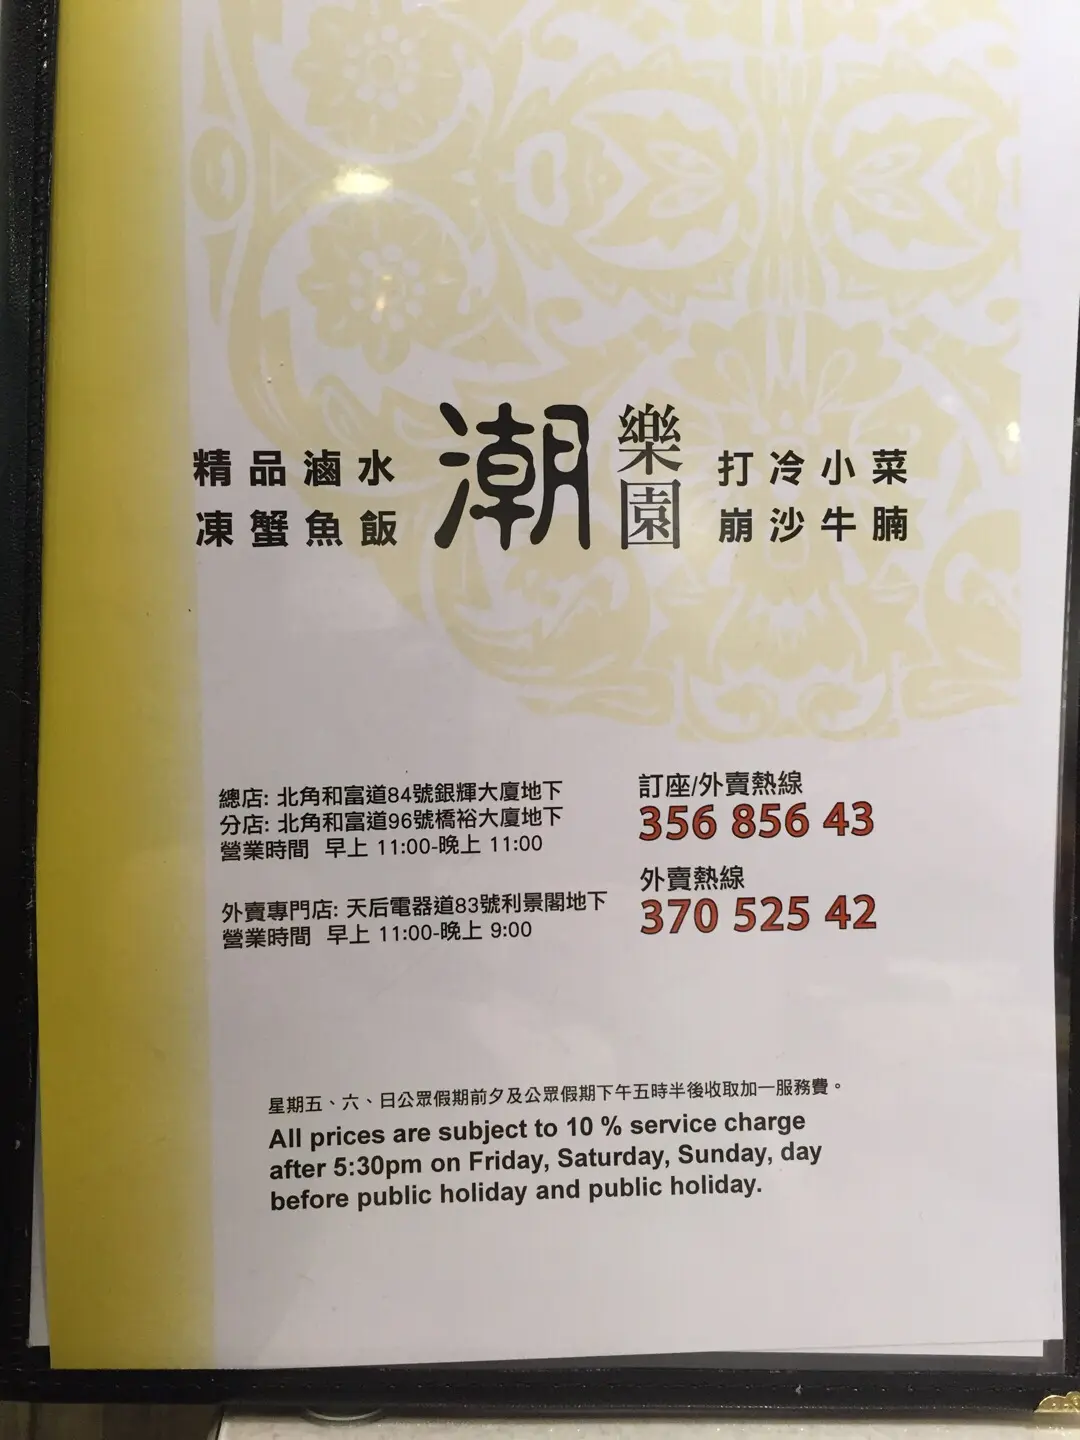 精品滷水
凍蟹魚飯
潮
樂園
打冷小菜
崩沙牛腩
總店: 北角和富道84號銀輝大廈地下
分店: 北角和富道96號橋裕大廈地下
營業時間 早上 11:00-晚上 11:00
外賣專門店: 天后電器道83號利景閣地下
營業時間 早上 11:00-晚上 9:00
訂座/外賣熱線
356 856 43
外賣熱線
370 525 42
星期五、六、日公眾假期前夕及公眾假期下午五時半後收取加一服務費。
All prices are subject to 10 % service charge
after 5:30pm on Friday, Saturday, Sunday, day
before public holiday and public holiday.